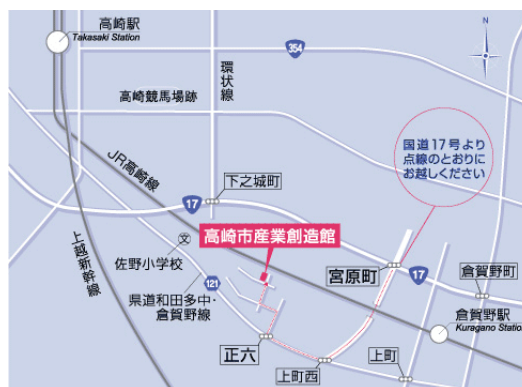 高崎駅
Takasaki Station
N
354
環状線
高崎競馬場跡
国道17号より
点線のとおりに
お越しください
JR高崎線
下之城町
17
上越新幹線
文
高崎市産業創造館
佐野小学校
宮原町
17
倉賀野町
121
県道和田多中・
倉賀野線
倉賀野駅
Kuragano Station
正六
上町西
上町